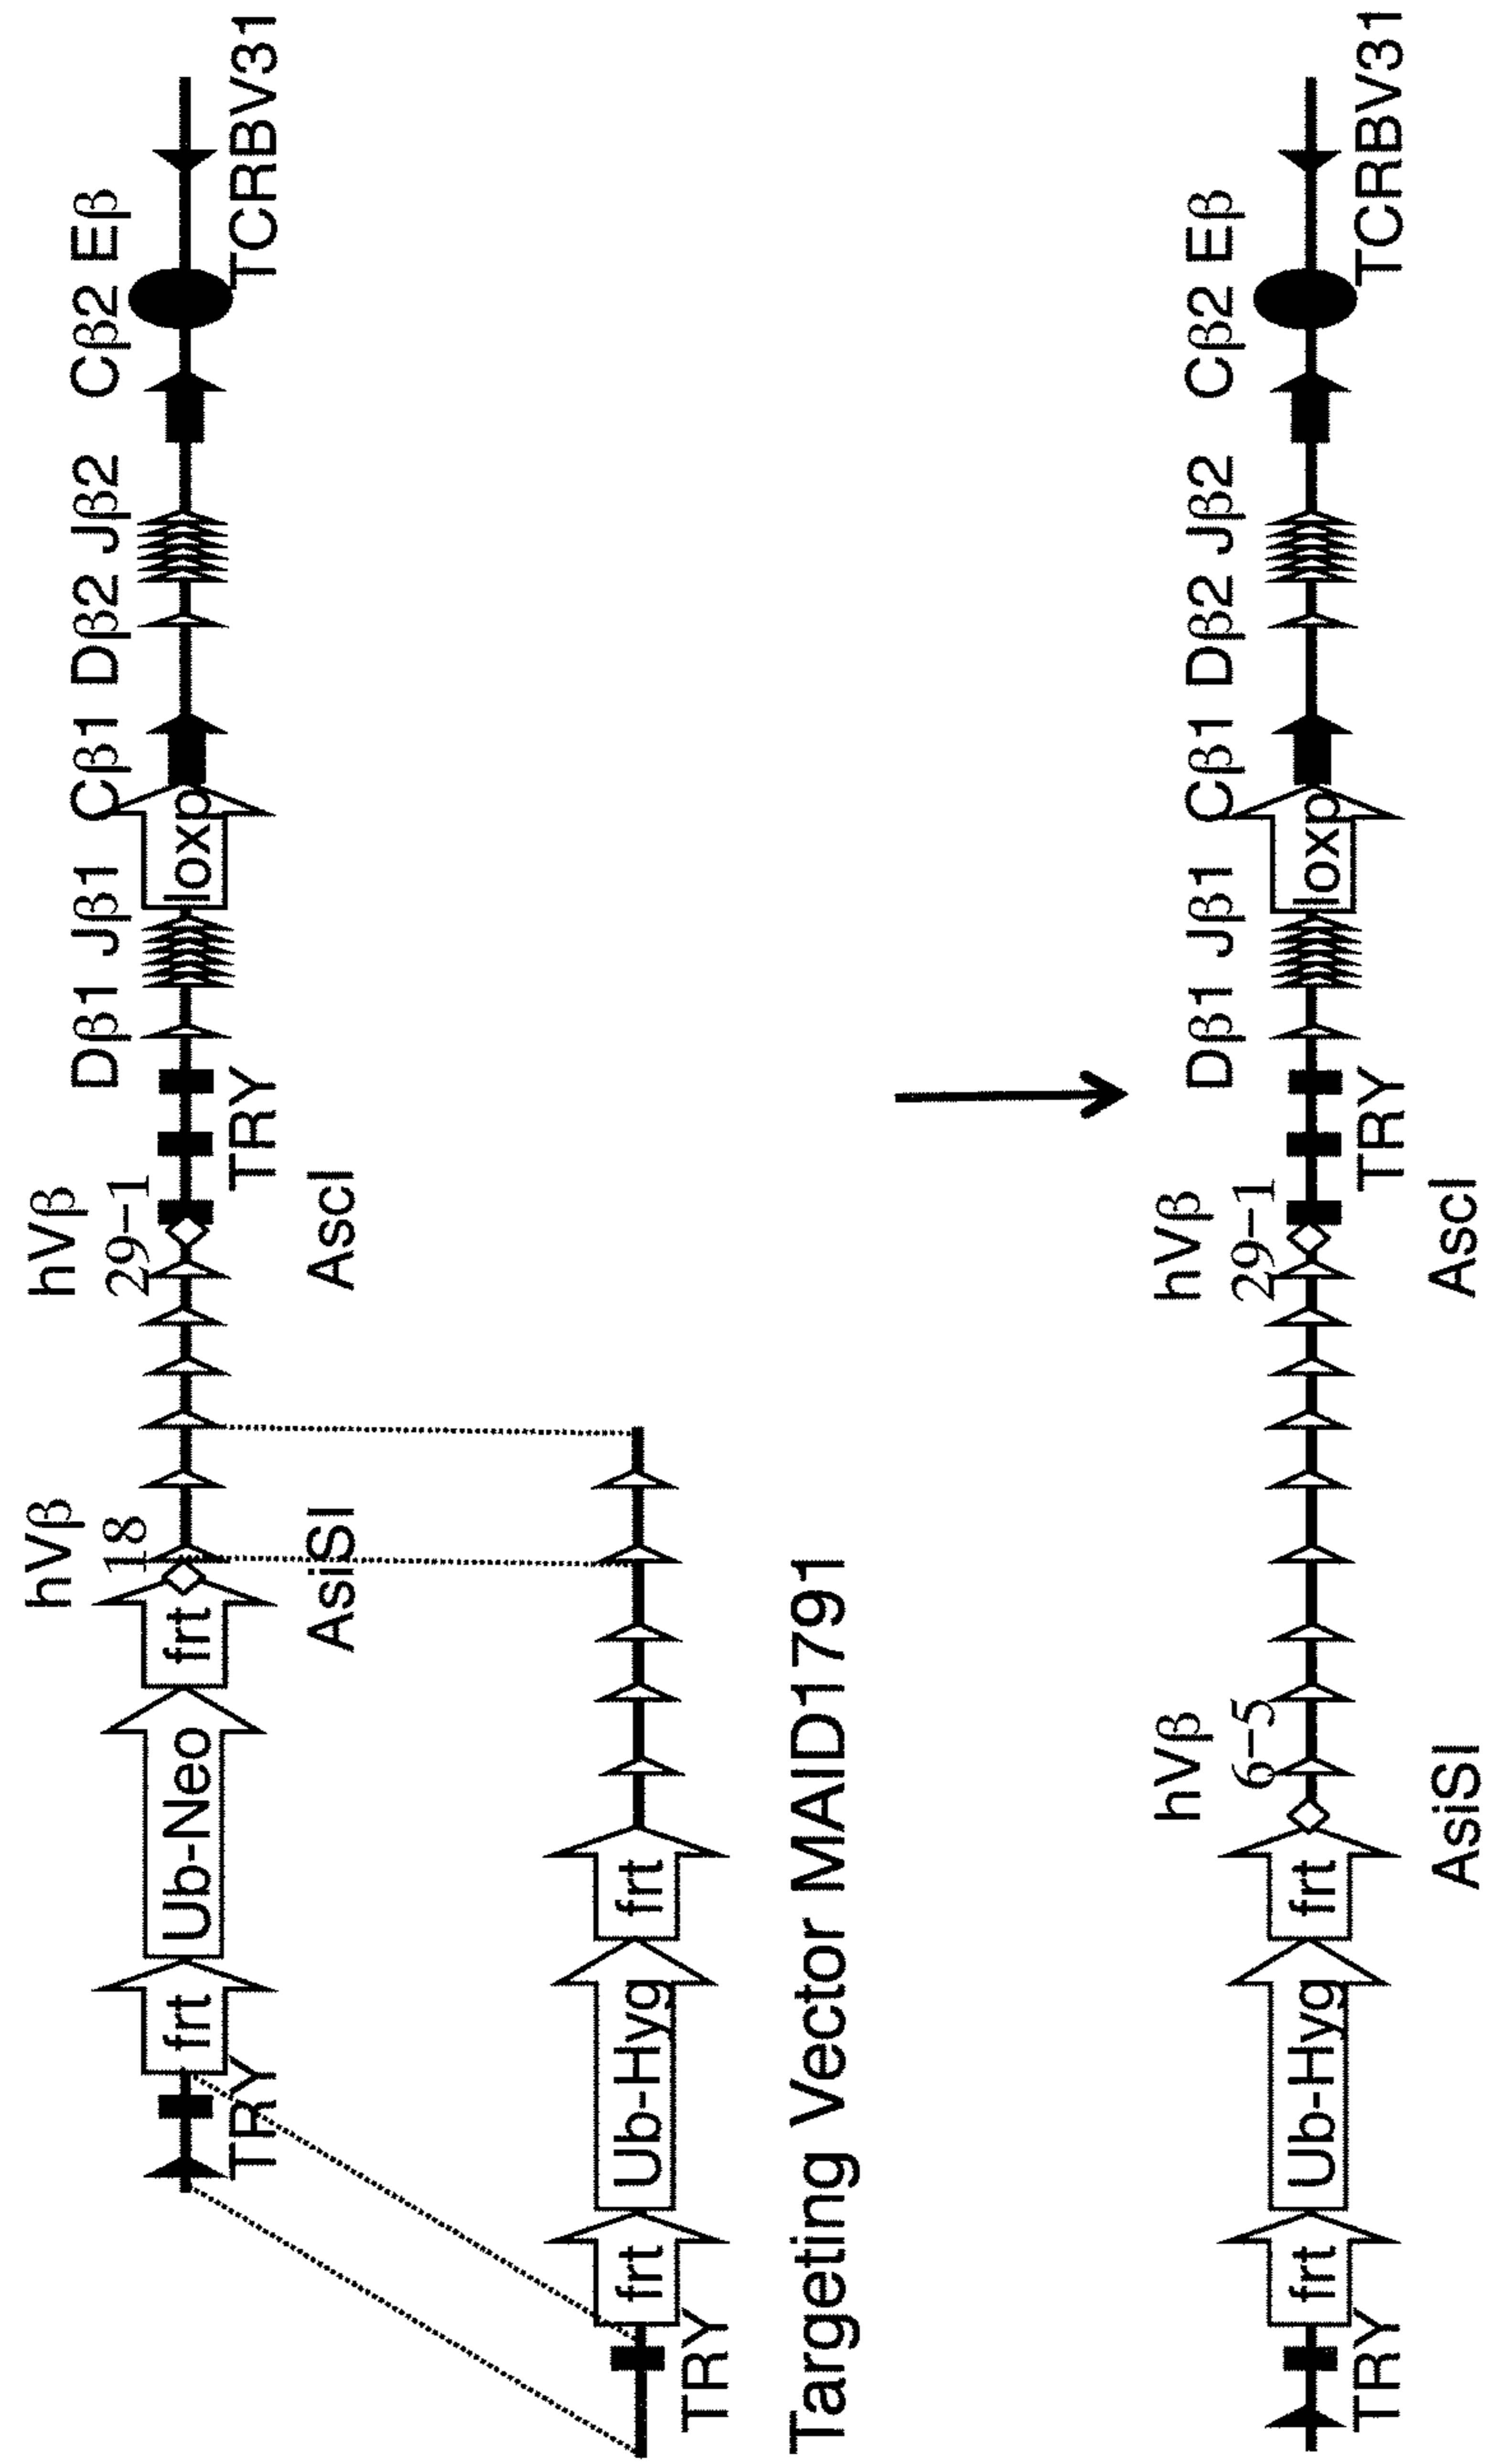 hVβ hVβ
18 29–1 Dβ1 Jβ1 Cβ1 Dβ2 Jβ2 Cβ2 Eβ
frt Ub-Neo frt loxp
TRY TRY TCRBV31
AsiSI AscI
frt Ub-Hyg frt
TRY
Targeting Vector MAID1791
hVβ hVβ Dβ1 Jβ1 Cβ1 Dβ2 Jβ2 Cβ2 Eβ
6–5 29–1
frt Ub-Hyg frt loxp
TRY TRY TCRBV31
AsiSI AscI